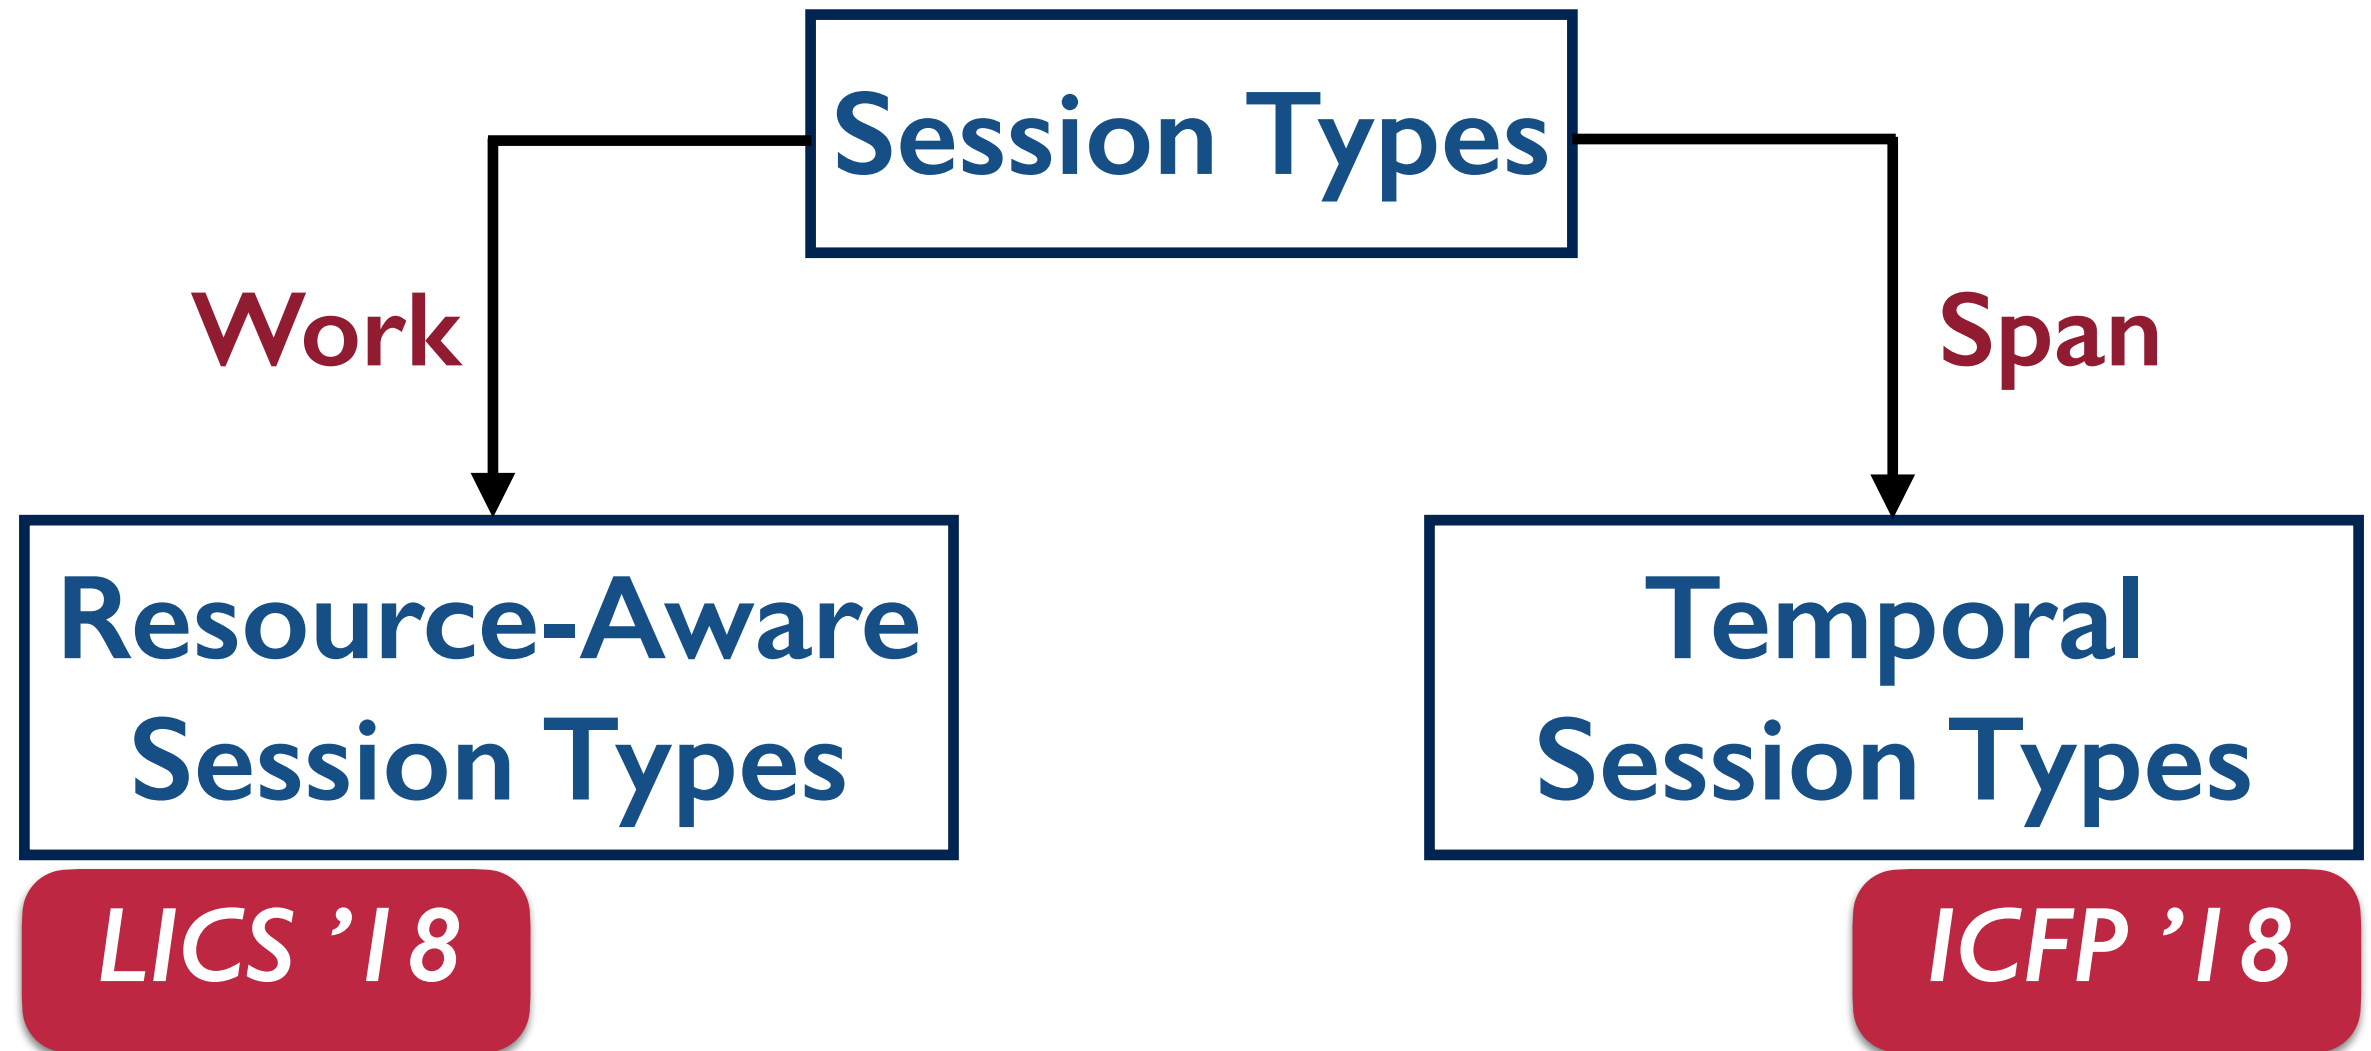 Session Types
Work
Span
Resource-Aware
Session Types
Temporal
Session Types
LICS ’18
ICFP ’18